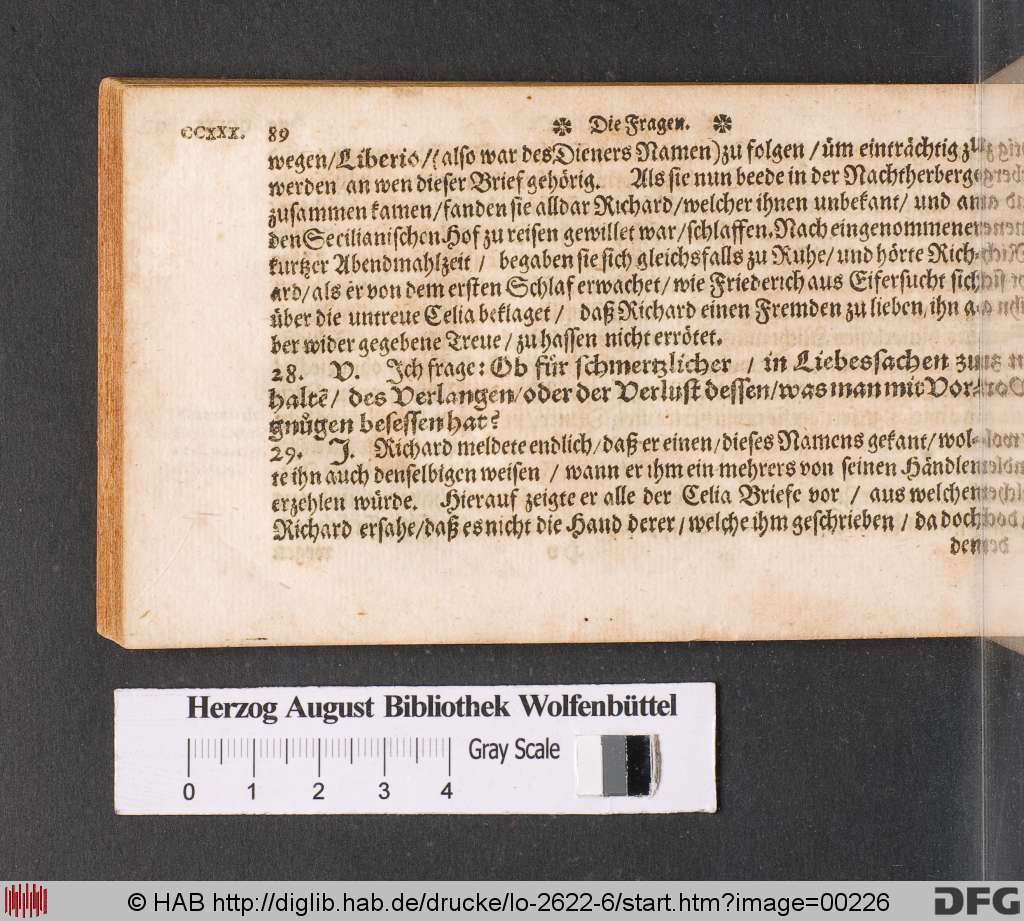 CCXXX. 89 ✼ Die Fragen. ✼
wegen/Liberio/(also war des Dieners Namen) zu folgen/üm einträchtig zu
werden an wen dieser Brief gehörig. Als sie nun beede in der Nachtherberg
zusammen kamen/fanden sie alldar Richard/welcher ihnen unbekant/ und an
den Secilianischen Hof zu reisen gewillet war/schlaffen. Nach eingenommener
kurtzer Abendmahlzeit / begaben sie sich gleichsfalls zu Ruhe/und hörte Rich-
ard/als er von dem ersten Schlaf erwachet/wie Friederich aus Eifersucht sich
über die untreue Celia beklaget / daß Richard einen Fremden zu lieben/ihn a-
ber wider gegebene Treue/zu hassen nicht errötet.
28. V. Ich frage: Ob für schmertzlicher / in Liebessachen zu
haltē/ des Verlangen/oder der Verlust dessen/was man mit Vor-
gnügen besessen hat?
29. J. Richard meldete endlich/daß er einen/dieses Namens gekant/wol-
te ihn auch denselbigen weisen / wann er ihm ein mehrers von seinen Händlen
erzehlen würde. Hierauf zeigte er alle der Celia Briefe vor / aus welchen
Richard ersahe/daß es nicht die Hand derer/welche ihm geschrieben / da doch
den
Herzog August Bibliothek Wolfenbüttel
Gray Scale
0 1 2 3 4
© HAB http://diglib.hab.de/drucke/lo-2622-6/start.htm?image=00226
DFG